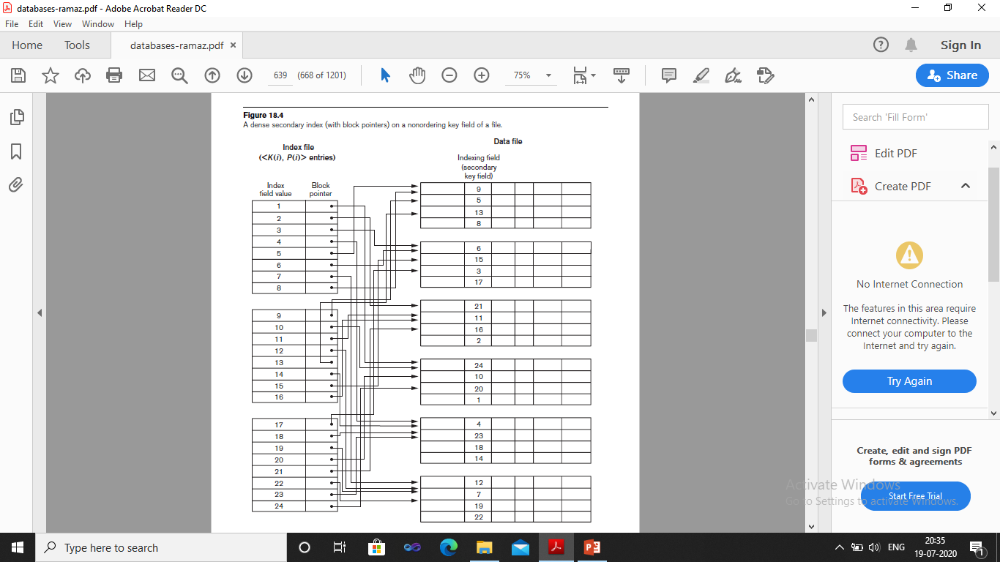 databases-ramaz.pdf - Adobe Acrobat Reader DC
File Edit View Window Help
Home Tools databases-ramaz.pdf × Sign In
639 (668 of 1201) 75% Share
Figure 18.4
A dense secondary index (with block pointers) on a nonordering key field of a file.
Index file
(<K(i), P(i)> entries)
Index
field value
Block
pointer
1
2
3
4
5
6
7
8
9
10
11
12
13
14
15
16
17
18
19
20
21
22
23
24
Data file
Indexing field
(secondary
key field)
9
5
13
8
6
15
3
17
21
11
16
2
24
10
20
1
4
23
18
14
12
7
19
22
Search 'Fill Form'
Edit PDF
Create PDF
No Internet Connection
The features in this area require
Internet connectivity. Please
connect your computer to the
Internet and try again.
Try Again
Create, edit and sign PDF
forms & agreements
Start Free Trial
Activate Windows
Go to Settings to activate Windows.
Type here to search
ENG
20:35
19-07-2020
1